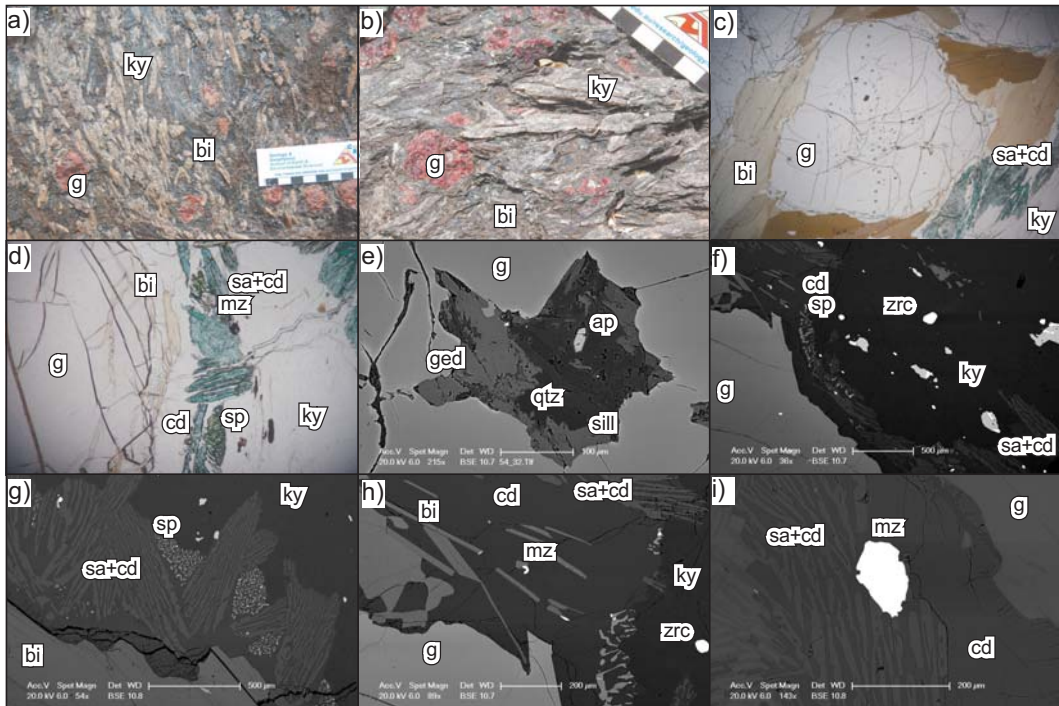 a)
ky
bi
g
b)
ky
g
bi
c)
bi
g
sa+cd
ky
d)
bi
sa+cd
mz
g
cd
sp
ky
e)
g
ap
ged
qtz
sill
Acc.V Spot Magn Det WD
20.0 kV 6.0 215x BSE 10.7 54_32.Tif
100 µm
f)
cd
sp
zrc
ky
g
sa+cd
Acc.V Spot Magn Det WD
20.0 kV 6.0 36x BSE 10.7
500 µm
g)
ky
sp
sa+cd
bi
Acc.V Spot Magn Det WD
20.0 kV 6.0 54x BSE 10.8
500 µm
h)
cd
sa+cd
bi
mz
ky
zrc
g
Acc.V Spot Magn Det WD
20.0 kV 6.0 89x BSE 10.7
200 µm
i)
g
mz
sa+cd
cd
Acc.V Spot Magn Det WD
20.0 kV 6.0 143x BSE 10.8
200 µm